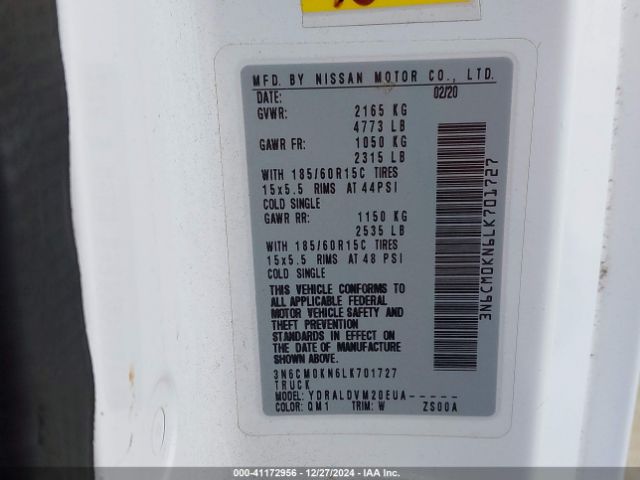 MFD. BY NISSAN MOTOR CO., LTD.
DATE: 02/20
GVWR: 2165 KG
4773 LB
GAWR FR: 1050 KG
2315 LB
WITH 185/60R15C TIRES
15x5.5 RIMS AT 44PSI
COLD SINGLE
GAWR RR: 1150 KG
2535 LB
WITH 185/60R15C TIRES
15x5.5 RIMS AT 48 PSI
COLD SINGLE
THIS VEHICLE CONFORMS TO
ALL APPLICABLE FEDERAL
MOTOR VEHICLE SAFETY AND
THEFT PREVENTION
STANDARDS IN EFFECT ON
THE DATE OF MANUFACTURE
SHOWN ABOVE.
3N6CM0KN6LK701727
TRUCK
MODEL: YDRALDVM20EUA-----
COLOR: QM1 TRIM: W ZS00A
3N6CM0KN6LK701727
000-41172956 • 12/27/2024 • IAA Inc.